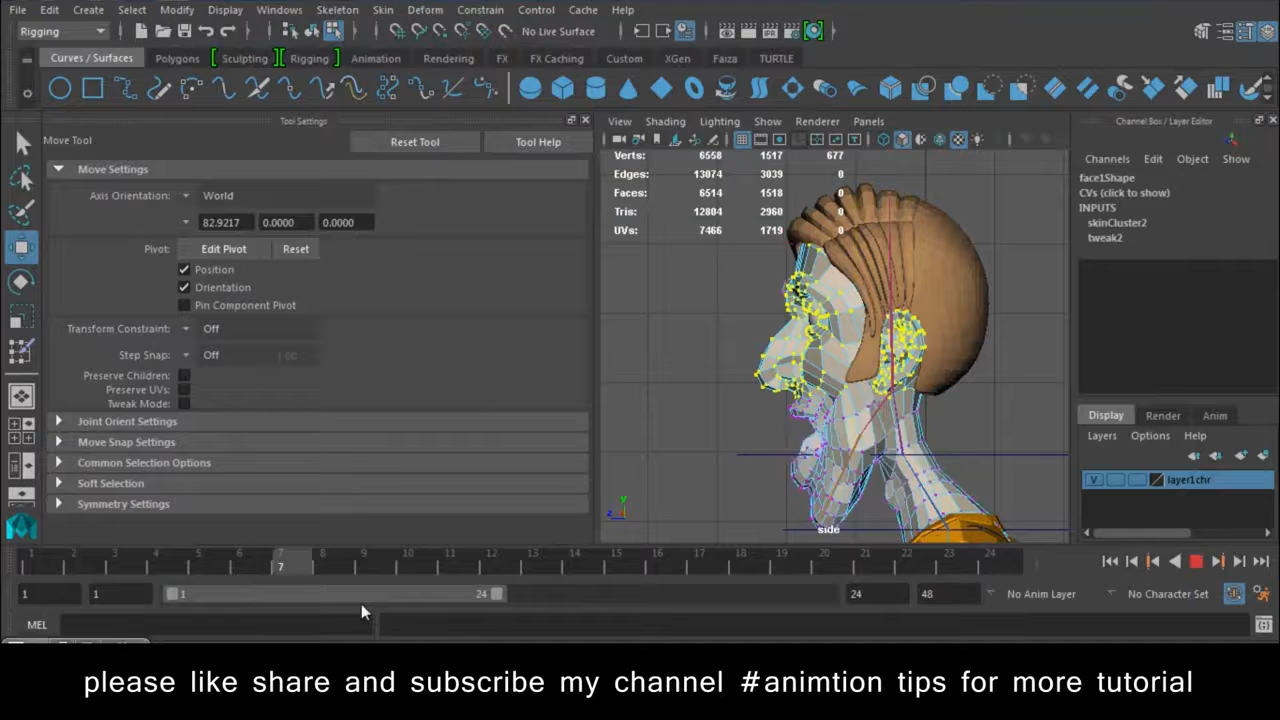 File Edit Create Select Modify Display Windows Skeleton Skin Deform Constrain Control Cache Help
Rigging No Live Surface
Curves / Surfaces Polygons Sculpting Rigging Animation Rendering FX FX Caching Custom XGen Faiza TURTLE
Tool Settings
Move Tool Reset Tool Tool Help
Move Settings
Axis Orientation: World
82.9217 0.0000 0.0000
Pivot: Edit Pivot Reset
Position
Orientation
Pin Component Pivot
Transform Constraint: Off
Step Snap: Off
Preserve Children:
Preserve UVs:
Tweak Mode:
Joint Orient Settings
Move Snap Settings
Common Selection Options
Soft Selection
Symmetry Settings
View Shading Lighting Show Renderer Panels
Verts: 6558 1517 677
Edges: 13074 3039 0
Faces: 6514 1518 0
Tris: 12804 2960 0
UVs: 7466 1719 0
y
z
side
Channel Box / Layer Editor
Channels Edit Object Show
face1Shape
CVs (click to show)
INPUTS
skinCluster2
tweak2
Display Render Anim
Layers Options Help
V layer1chr
1 2 3 4 5 6 7 8 9 10 11 12 13 14 15 16 17 18 19 20 21 22 23 24
7
1 1 1 24 24 48 No Anim Layer No Character Set
MEL
please like share and subscribe my channel #animtion tips for more tutorial